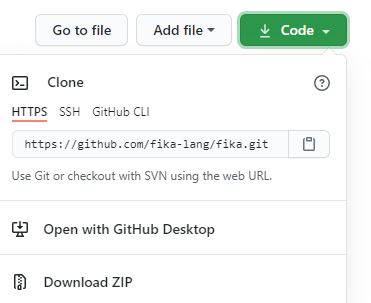 Go to file Add file Code
Clone
HTTPS SSH GitHub CLI
https://github.com/fika-lang/fika.git
Use Git or checkout with SVN using the web URL.
Open with GitHub Desktop
Download ZIP